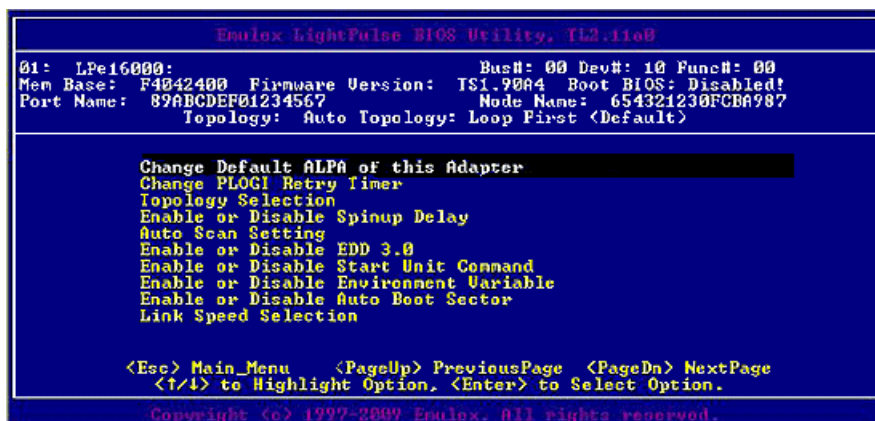 Emulex LightPulse BIOS Utility, TL2.11a0
01: LPe16000: Bus#: 00 Dev#: 10 Func#: 00
Mem Base: F4042400 Firmware Version: TS1.90A4 Boot BIOS: Disabled!
Port Name: 89ABCDEF01234567 Node Name: 654321230FCBA987
Topology: Auto Topology: Loop First (Default)
Change Default ALPA of this Adapter
Change PLOGI Retry Timer
Topology Selection
Enable or Disable Spinup Delay
Auto Scan Setting
Enable or Disable EDD 3.0
Enable or Disable Start Unit Command
Enable or Disable Environment Variable
Enable or Disable Auto Boot Sector
Link Speed Selection
<Esc> Main_Menu <PageUp> PreviousPage <PageDn> NextPage
<↑/↓> to Highlight Option, <Enter> to Select Option.
Copyright (c) 1997-2009 Emulex. All rights reserved.